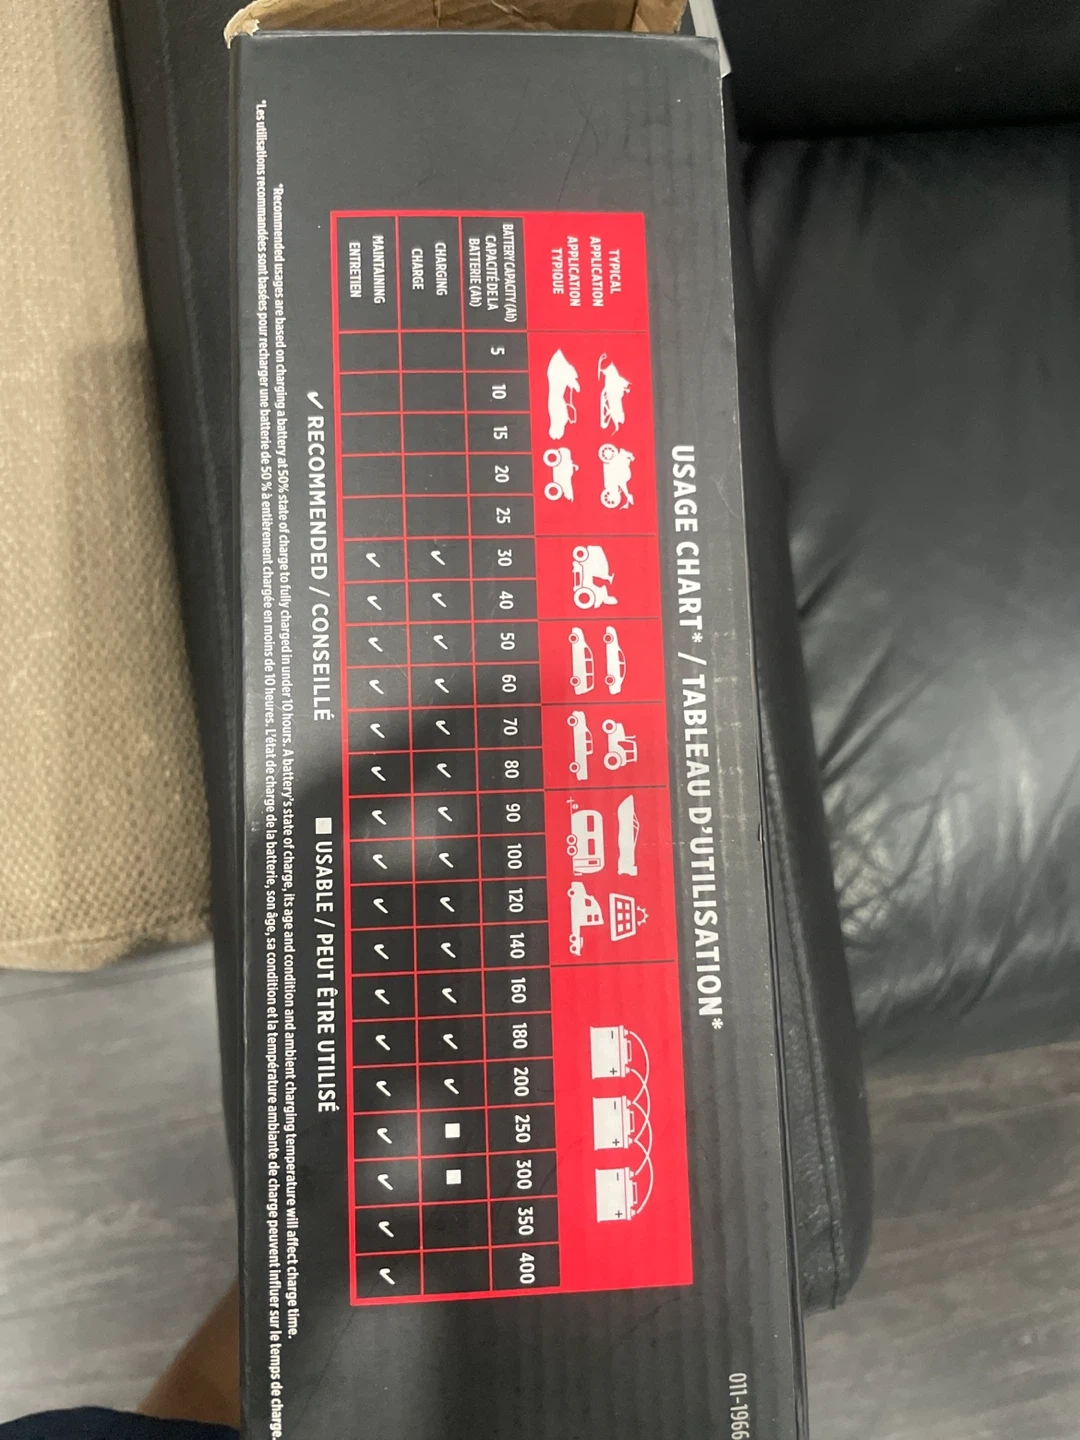 USAGE CHART* / TABLEAU D'UTILISATION*
TYPICAL
APPLICATION
APPLICATION
TYPIQUE
BATTERY CAPACITY (Ah)
CAPACITÉ DE LA
BATTERIE (Ah)
5 10 15 20 25 30 40 50 60 70 80 90 100 120 140 160 180 200 250 300 350 400
CHARGING
CHARGE
✓ ✓ ✓ ✓ ✓ ✓ ✓ ✓ ✓ ✓ ✓ ✓ ✓ ■ ■
MAINTAINING
ENTRETIEN
✓ ✓ ✓ ✓ ✓ ✓ ✓ ✓ ✓ ✓ ✓ ✓ ✓ ✓ ✓ ✓ ✓
✓ RECOMMENDED / CONSEILLÉ ■ USABLE / PEUT ÊTRE UTILISÉ
*Recommended usages are based on charging a battery at 50% state of charge to fully charged in under 10 hours. A battery's state of charge, its age and condition and ambient charging temperature will affect charge time.
*Les utilisations recommandées sont basées pour recharger une batterie de 50 % à entièrement chargée en moins de 10 heures. L'état de charge de la batterie, son âge, sa condition et la température ambiante de charge peuvent influer sur le temps de charge.
011-1966